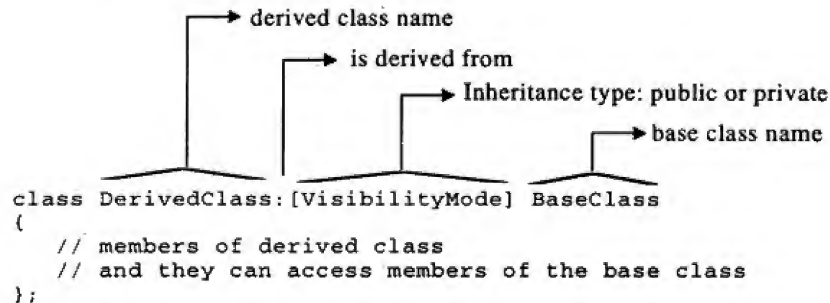 derived class name
is derived from
Inheritance type: public or private
base class name
class DerivedClass:[VisibilityMode] BaseClass
{
// members of derived class
// and they can access members of the base class
};